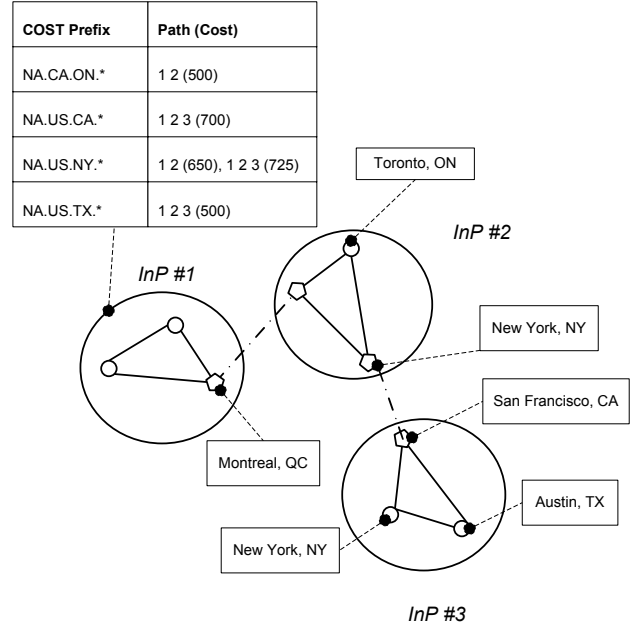 COST Prefix Path (Cost)
NA.CA.ON.* 1 2 (500)
NA.US.CA.* 1 2 3 (700)
NA.US.NY.* 1 2 (650), 1 2 3 (725)
NA.US.TX.* 1 2 3 (500)
Toronto, ON
InP #2
InP #1
New York, NY
San Francisco, CA
Montreal, QC
Austin, TX
New York, NY
InP #3